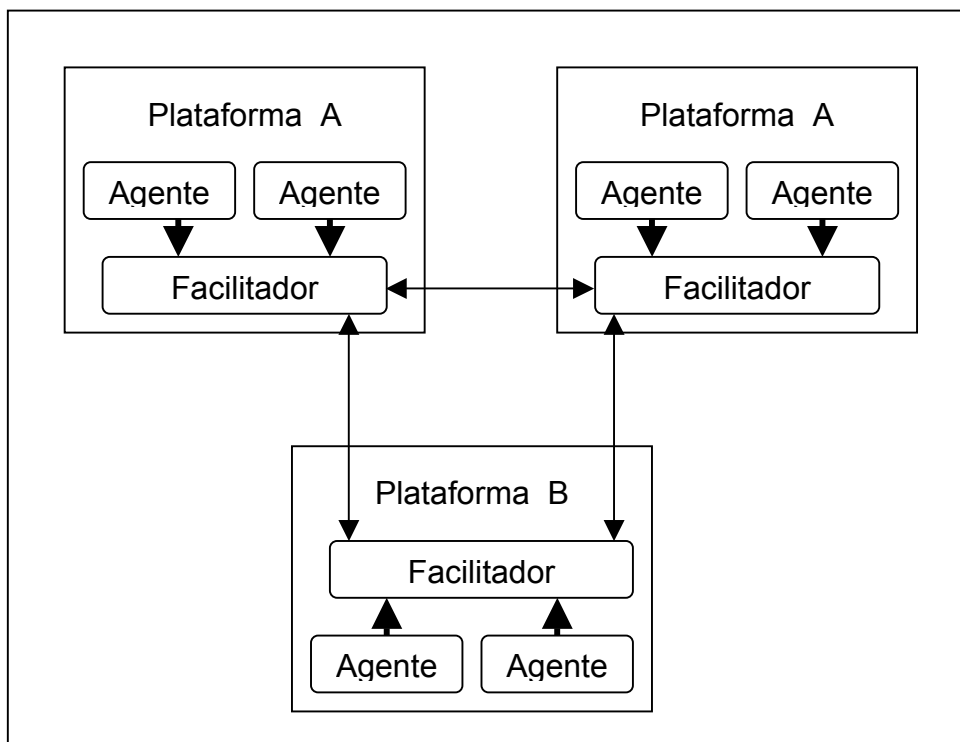 Plataforma A
Agente
Agente
Facilitador
Plataforma A
Agente
Agente
Facilitador
Plataforma B
Facilitador
Agente
Agente